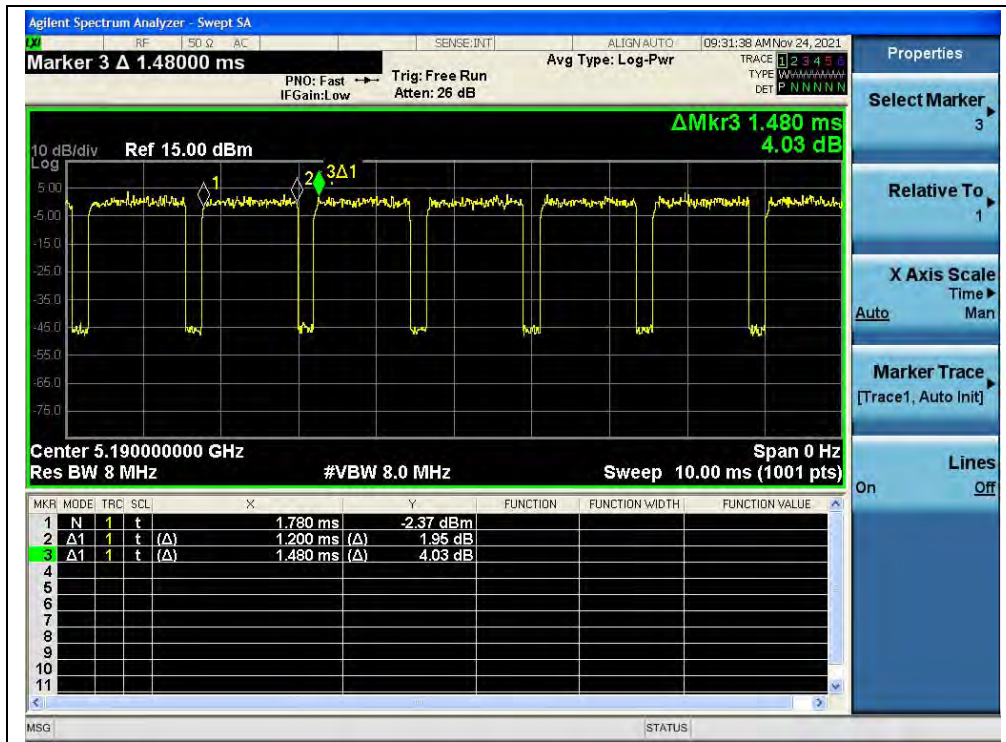 Agilent Spectrum Analyzer - Swept SA
LXI RF 50 Ω AC SENSE:INT ALIGN AUTO 09:31:38 AM Nov 24, 2021
Marker 3 Δ 1.48000 ms
PNO: Fast
IFGain:Low
Trig: Free Run
Atten: 26 dB
Avg Type: Log-Pwr
TRACE 1 2 3 4 5 6
TYPE
DET P N N N N N
ΔMkr3 1.480 ms
4.03 dB
10 dB/div Ref 15.00 dBm
Log
5.00
-5.00
-15.0
-25.0
-35.0
-45.0
-55.0
-65.0
-75.0
1
2
3Δ1
Center 5.190000000 GHz Span 0 Hz
Res BW 8 MHz #VBW 8.0 MHz Sweep 10.00 ms (1001 pts)
MKR MODE TRC SCL X Y FUNCTION FUNCTION WIDTH FUNCTION VALUE
1 N 1 t 1.780 ms -2.37 dBm
2 Δ1 1 t (Δ) 1.200 ms (Δ) 1.95 dB
3 Δ1 1 t (Δ) 1.480 ms (Δ) 4.03 dB
4
5
6
7
8
9
10
11
MSG STATUS
Properties
Select Marker
3
Relative To
1
X Axis Scale
Time
Auto Man
Marker Trace
[Trace1, Auto Init]
Lines
On Off